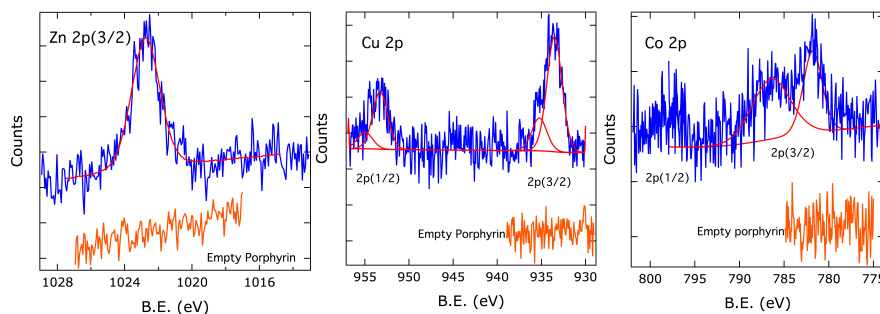 Zn 2p(3/2)
Counts
Empty Porphyrin
1028 1024 1020 1016
B.E. (eV)
Cu 2p
Counts
2p(1/2)
2p(3/2)
Empty Porphyrin
955 950 945 940 935 930
B.E. (eV)
Co 2p
Counts
2p(3/2)
2p(1/2)
Empty porphyrin
800 795 790 785 780 775
B.E. (eV)